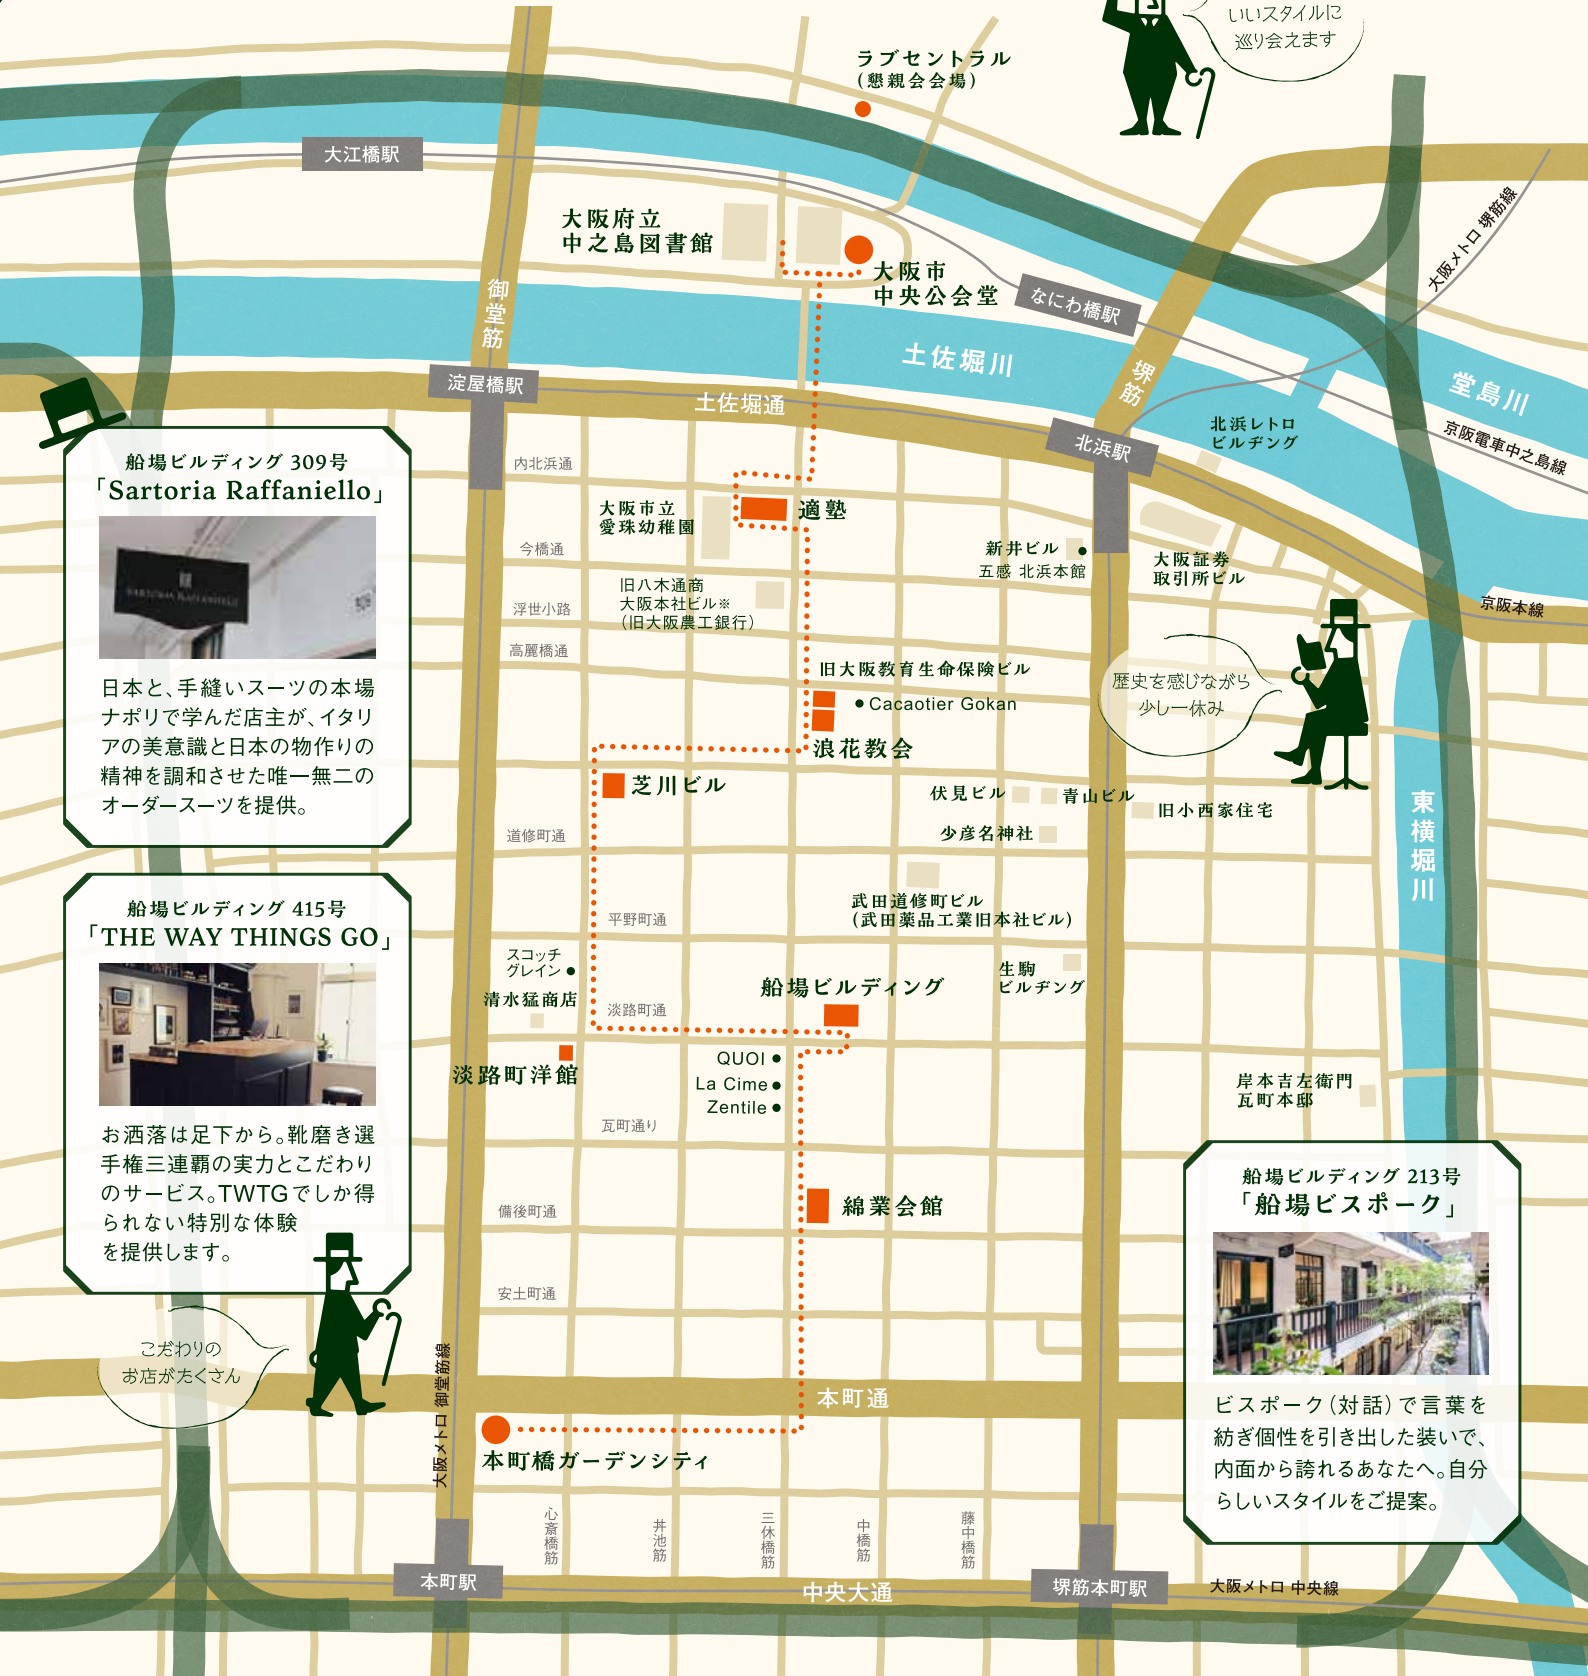 いいスタイルに
巡り会えます
ラブセントラル
(懇親会会場)
大江橋駅
大阪府立
中之島図書館
大阪市
中央公会堂
なにわ橋駅
大阪メトロ 堺筋線
御堂筋
淀屋橋駅
土佐堀川
堺筋
堂島川
土佐堀通
京阪電車中之島線
北浜駅
北浜レトロ
ビルヂング
船場ビルディング 309号
「Sartoria Raffaniello」
SARTORIA RAFFANIELLO
日本と、手縫いスーツの本場
ナポリで学んだ店主が、イタリ
アの美意識と日本の物作りの
精神を調和させた唯一無二の
オーダースーツを提供。
内北浜通
大阪市立
愛珠幼稚園
適塾
今橋通
新井ビル
五感 北浜本館
大阪証券
取引所ビル
旧八木通商
大阪本社ビル※
(旧大阪農工銀行)
浮世小路
京阪本線
高麗橋通
旧大阪教育生命保険ビル
Cacaotier Gokan
浪花教会
歴史を感じながら
少し一休み
芝川ビル
伏見ビル
青山ビル
旧小西家住宅
少彦名神社
東横堀川
道修町通
武田道修町ビル
(武田薬品工業旧本社ビル)
平野町通
船場ビルディング 415号
「THE WAY THINGS GO」
お洒落は足下から。靴磨き選
手権三連覇の実力とこだわり
のサービス。TWTGでしか得
られない特別な体験
を提供します。
スコッチ
グレイン
清水猛商店
船場ビルディング
生駒
ビルヂング
淡路町通
淡路町洋館
QUOI
La Cime
Zentile
岸本吉左衛門
瓦町本邸
瓦町通り
備後町通
綿業会館
安土町通
船場ビルディング 213号
「船場ビスポーク」
ビスポーク(対話)で言葉を
紡ぎ個性を引き出した装いで、
内面から誇れるあなたへ。自分
らしいスタイルをご提案。
こだわりの
お店がたくさん
大阪メトロ 御堂筋線
本町通
本町橋ガーデンシティ
心斎橋筋
丼池筋
三休橋筋
中橋筋
藤中橋筋
本町駅
中央大通
堺筋本町駅
大阪メトロ 中央線